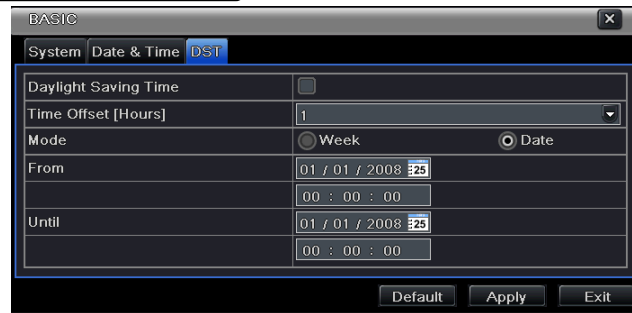 BASIC
System Date & Time DST
Daylight Saving Time
Time Offset [Hours] 1
Mode Week Date
From 01 / 01 / 2008 25
00 : 00 : 00
Until 01 / 01 / 2008 25
00 : 00 : 00
Default Apply Exit